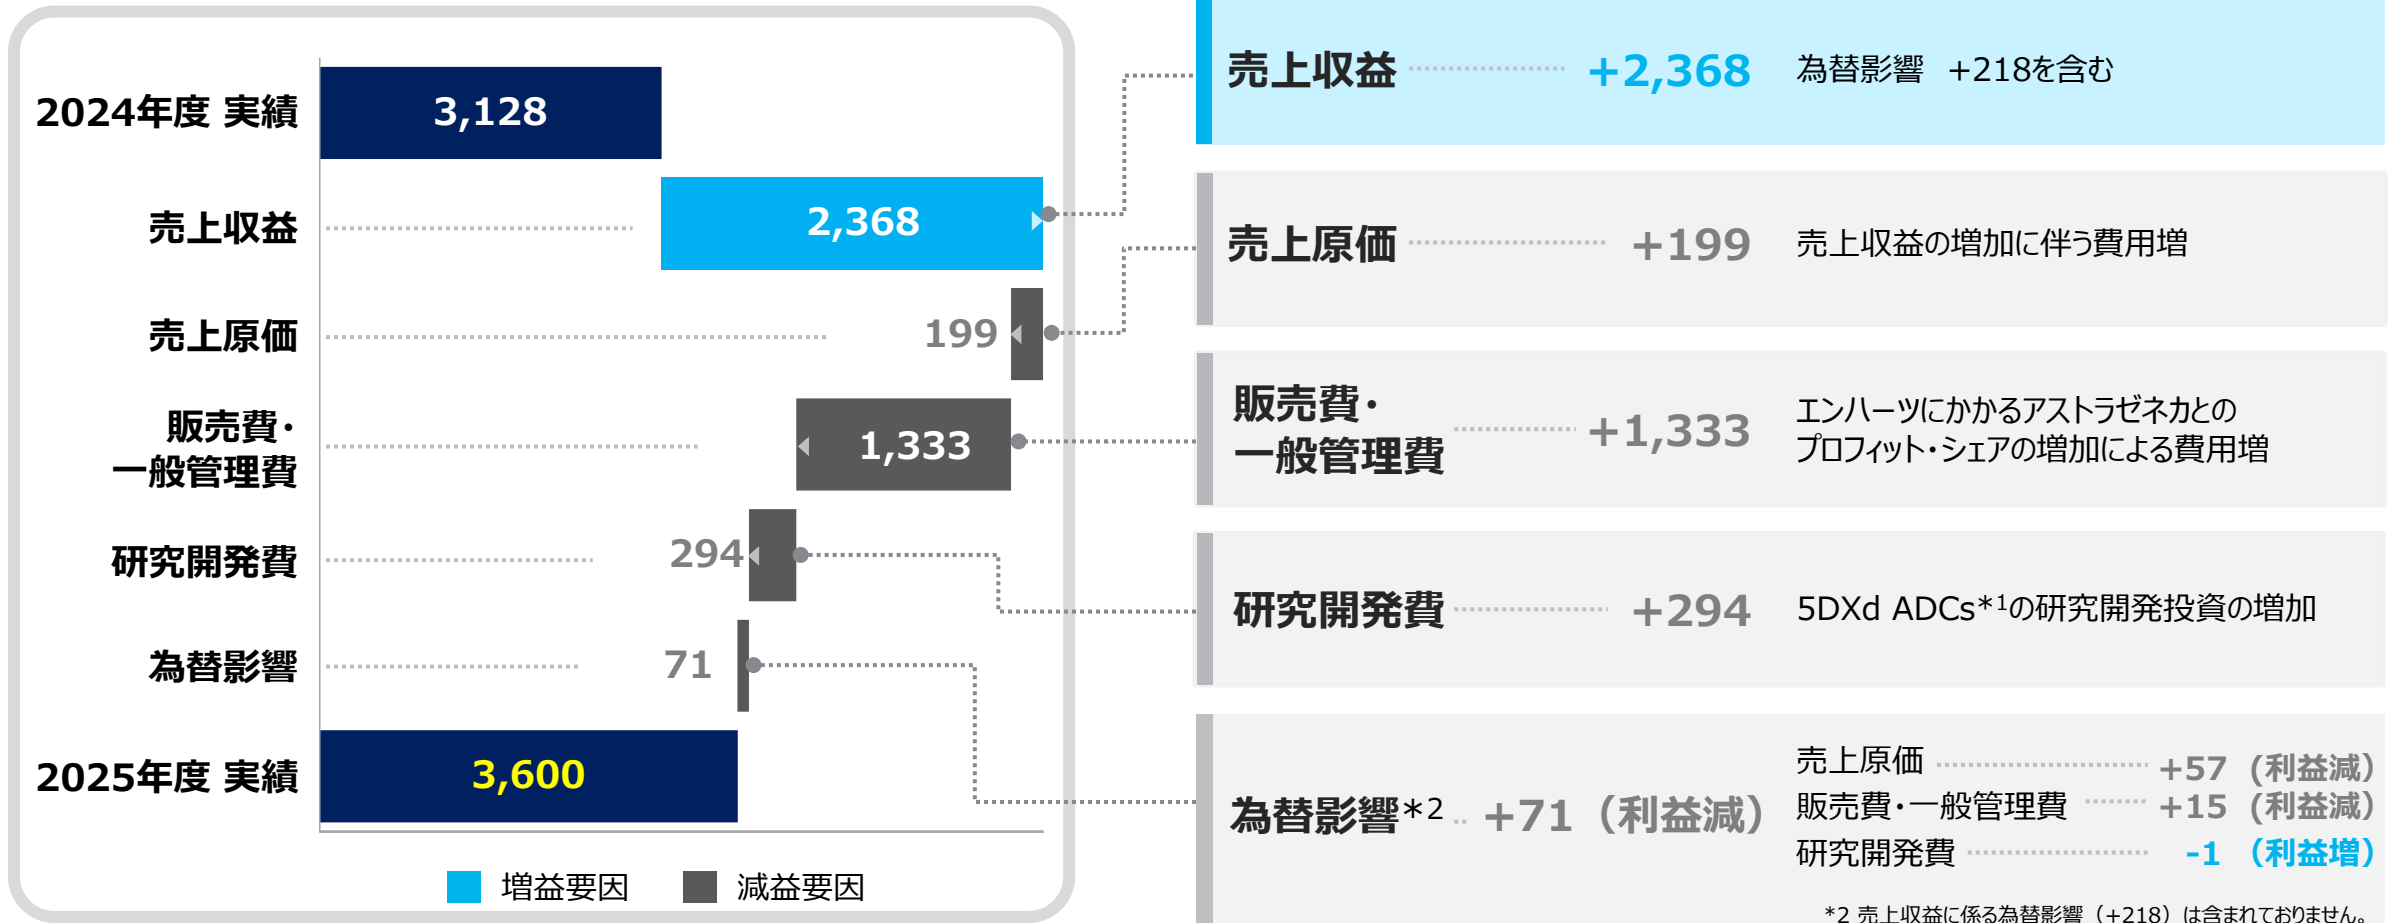 2024年度 実績
3,128
売上収益
2,368
売上原価
199
販売費・
一般管理費
1,333
研究開発費
294
為替影響
71
2025年度 実績
3,600
増益要因
減益要因
売上収益 +2,368 為替影響 +218を含む
売上原価 +199 売上収益の増加に伴う費用増
販売費・
一般管理費
+1,333
エンハーツにかかるアストラゼネカとの
プロフィット・シェアの増加による費用増
研究開発費 +294 5DXd ADCs*1の研究開発投資の増加
為替影響*2 +71（利益減）
売上原価 +57（利益減）
販売費・一般管理費 +15（利益減）
研究開発費 -1（利益増）
*2 売上収益に係る為替影響（+218）は含まれておりません。